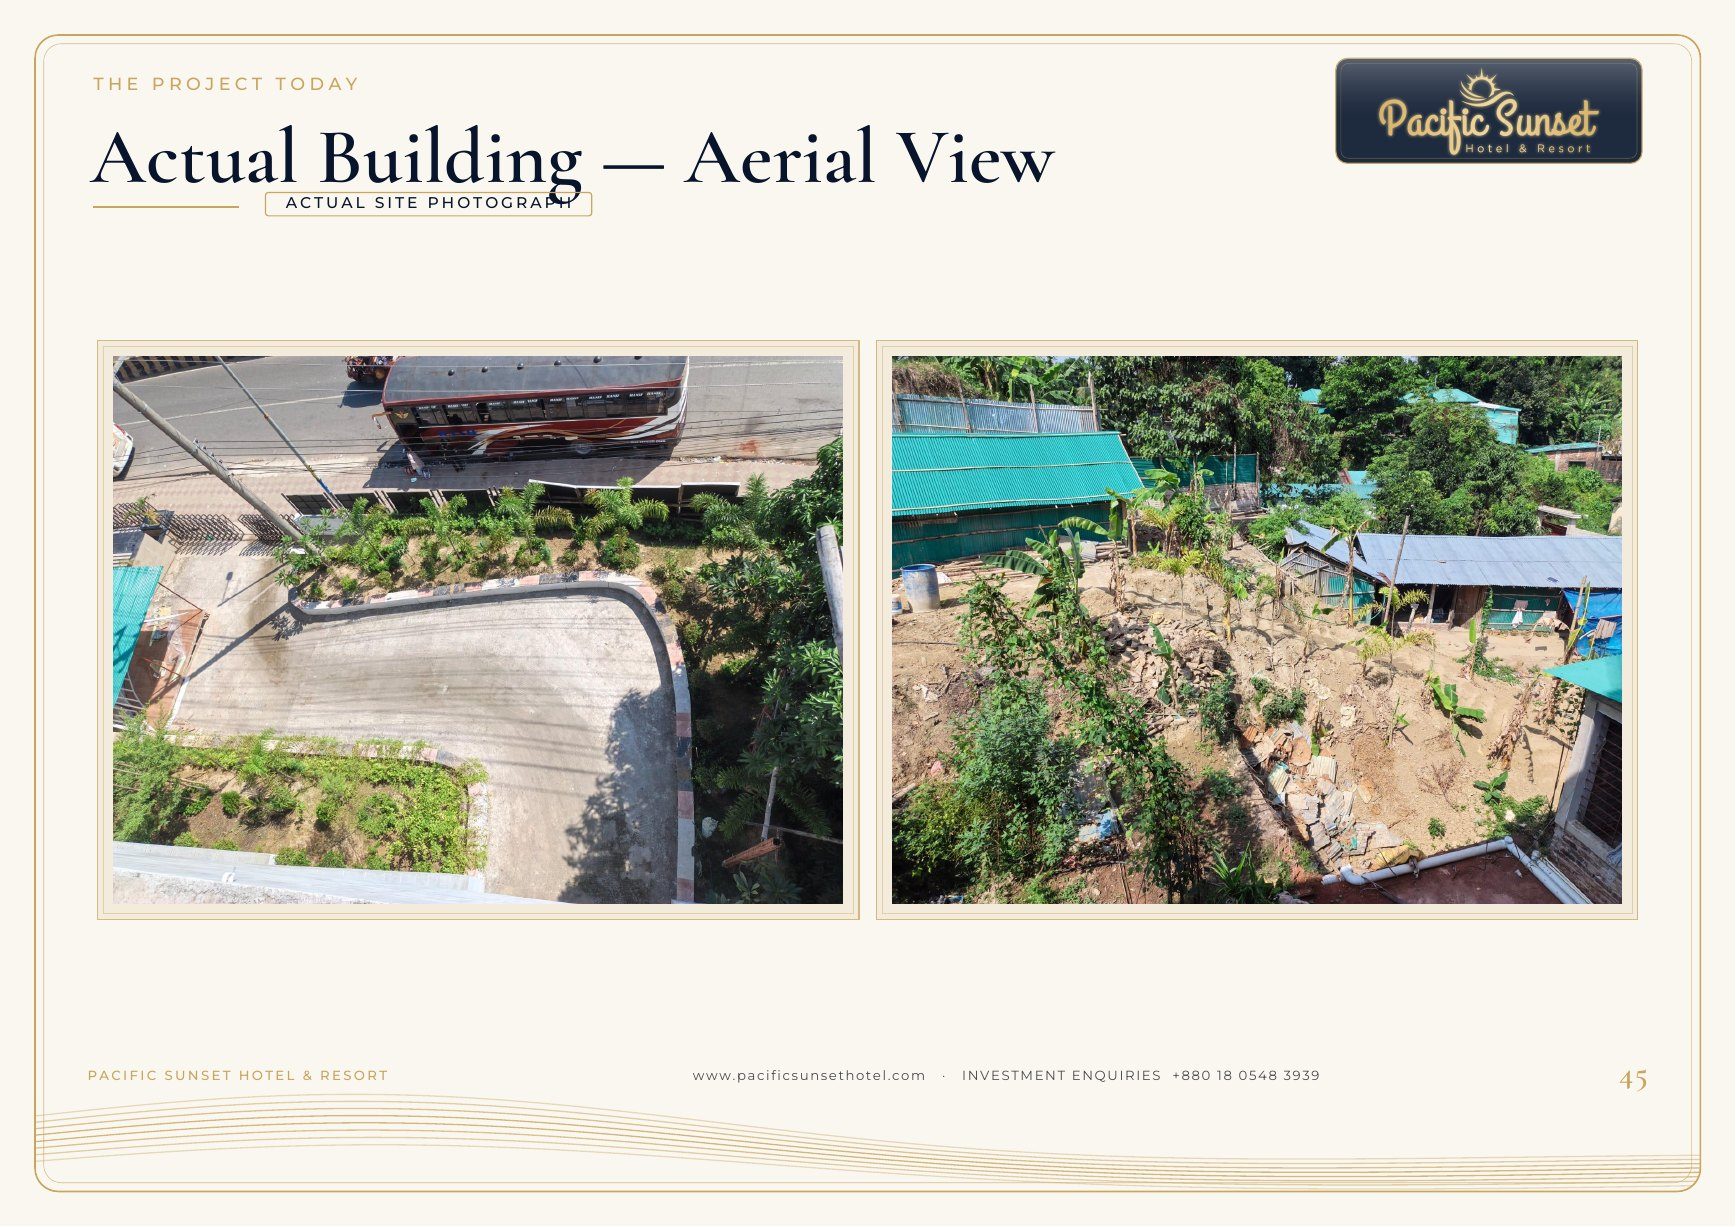 THE PROJECT TODAY
Actual Building — Aerial View
ACTUAL SITE PHOTOGRAPH
Pacific Sunset
Hotel & Resort
PACIFIC SUNSET HOTEL & RESORT
www.pacificsunsethotel.com · INVESTMENT ENQUIRIES +880 18 0548 3939
45